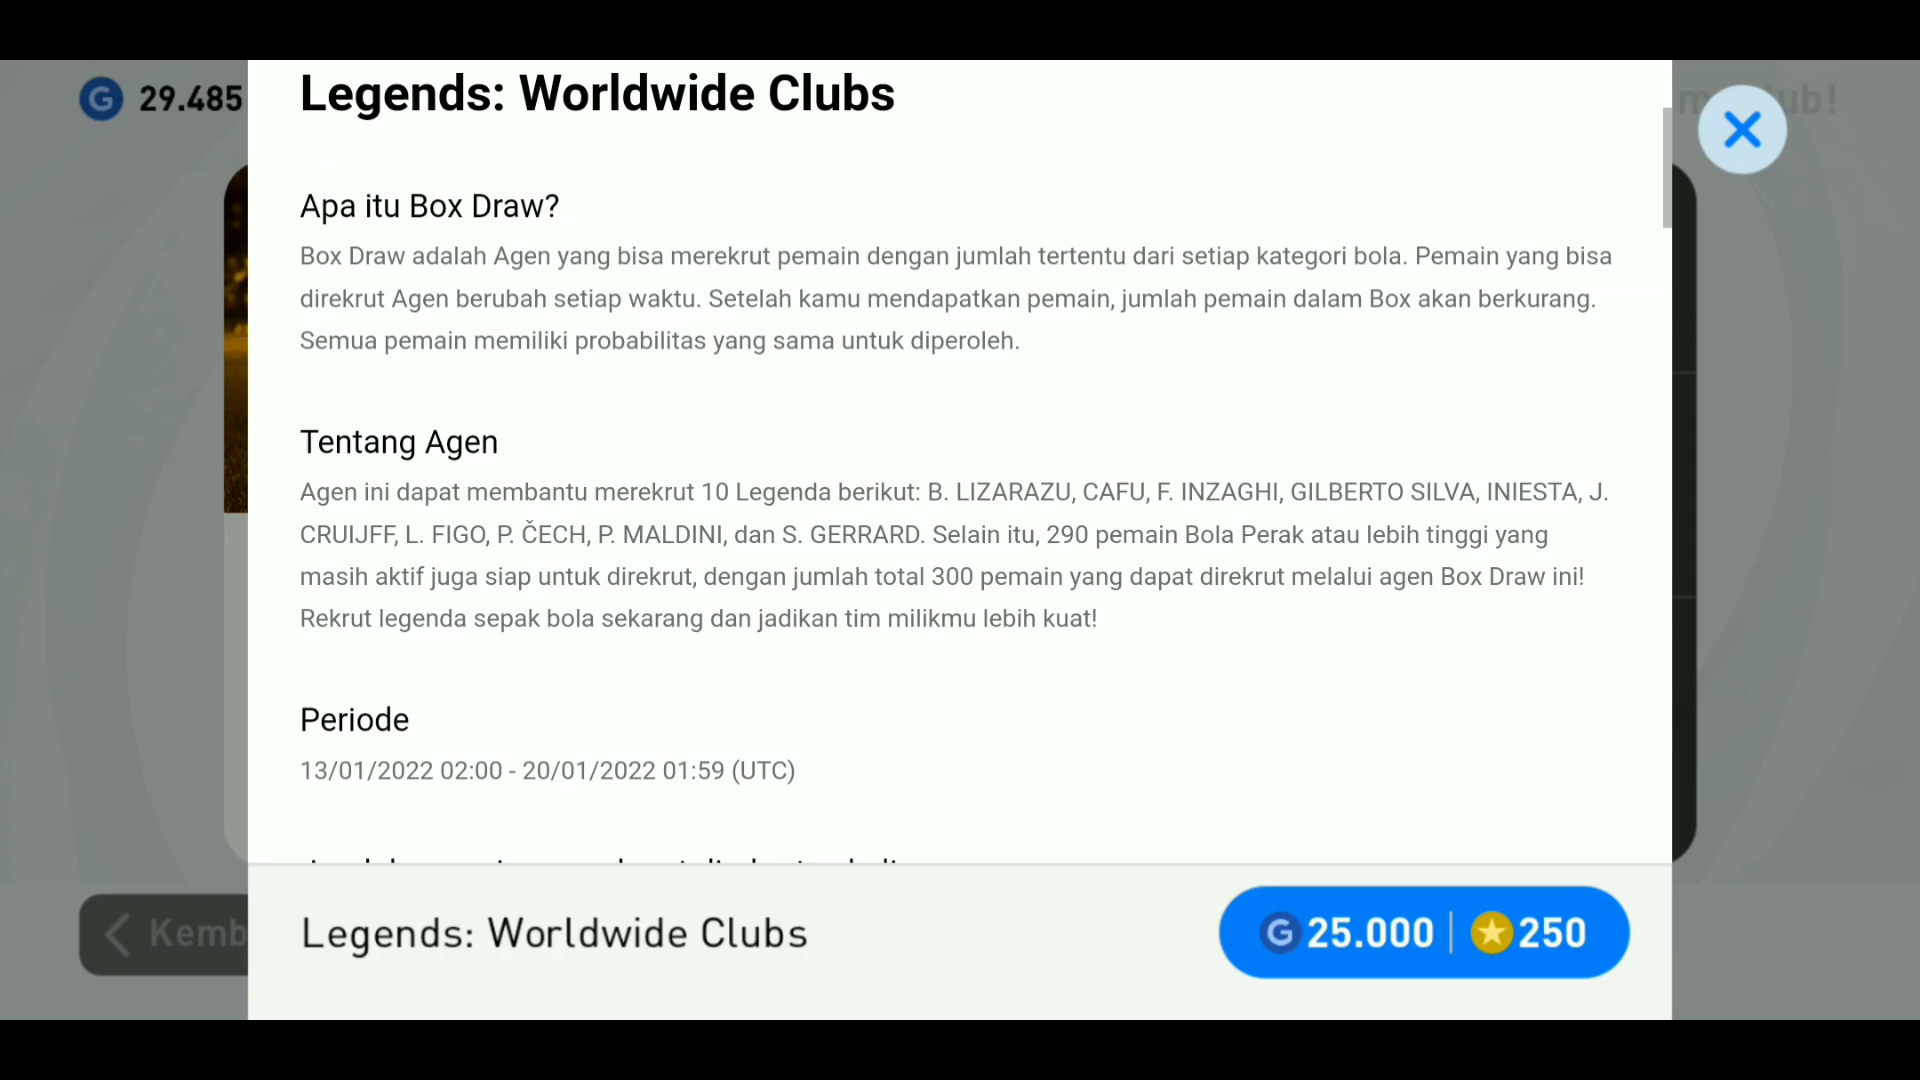 G 29.485
Legends: Worldwide Clubs
Apa itu Box Draw?
Box Draw adalah Agen yang bisa merekrut pemain dengan jumlah tertentu dari setiap kategori bola. Pemain yang bisa
direkrut Agen berubah setiap waktu. Setelah kamu mendapatkan pemain, jumlah pemain dalam Box akan berkurang.
Semua pemain memiliki probabilitas yang sama untuk diperoleh.
Tentang Agen
Agen ini dapat membantu merekrut 10 Legenda berikut: B. LIZARAZU, CAFU, F. INZAGHI, GILBERTO SILVA, INIESTA, J.
CRUIJFF, L. FIGO, P. ČECH, P. MALDINI, dan S. GERRARD. Selain itu, 290 pemain Bola Perak atau lebih tinggi yang
masih aktif juga siap untuk direkrut, dengan jumlah total 300 pemain yang dapat direkrut melalui agen Box Draw ini!
Rekrut legenda sepak bola sekarang dan jadikan tim milikmu lebih kuat!
Periode
13/01/2022 02:00 - 20/01/2022 01:59 (UTC)
Kemb
Legends: Worldwide Clubs
G 25.000 | 250